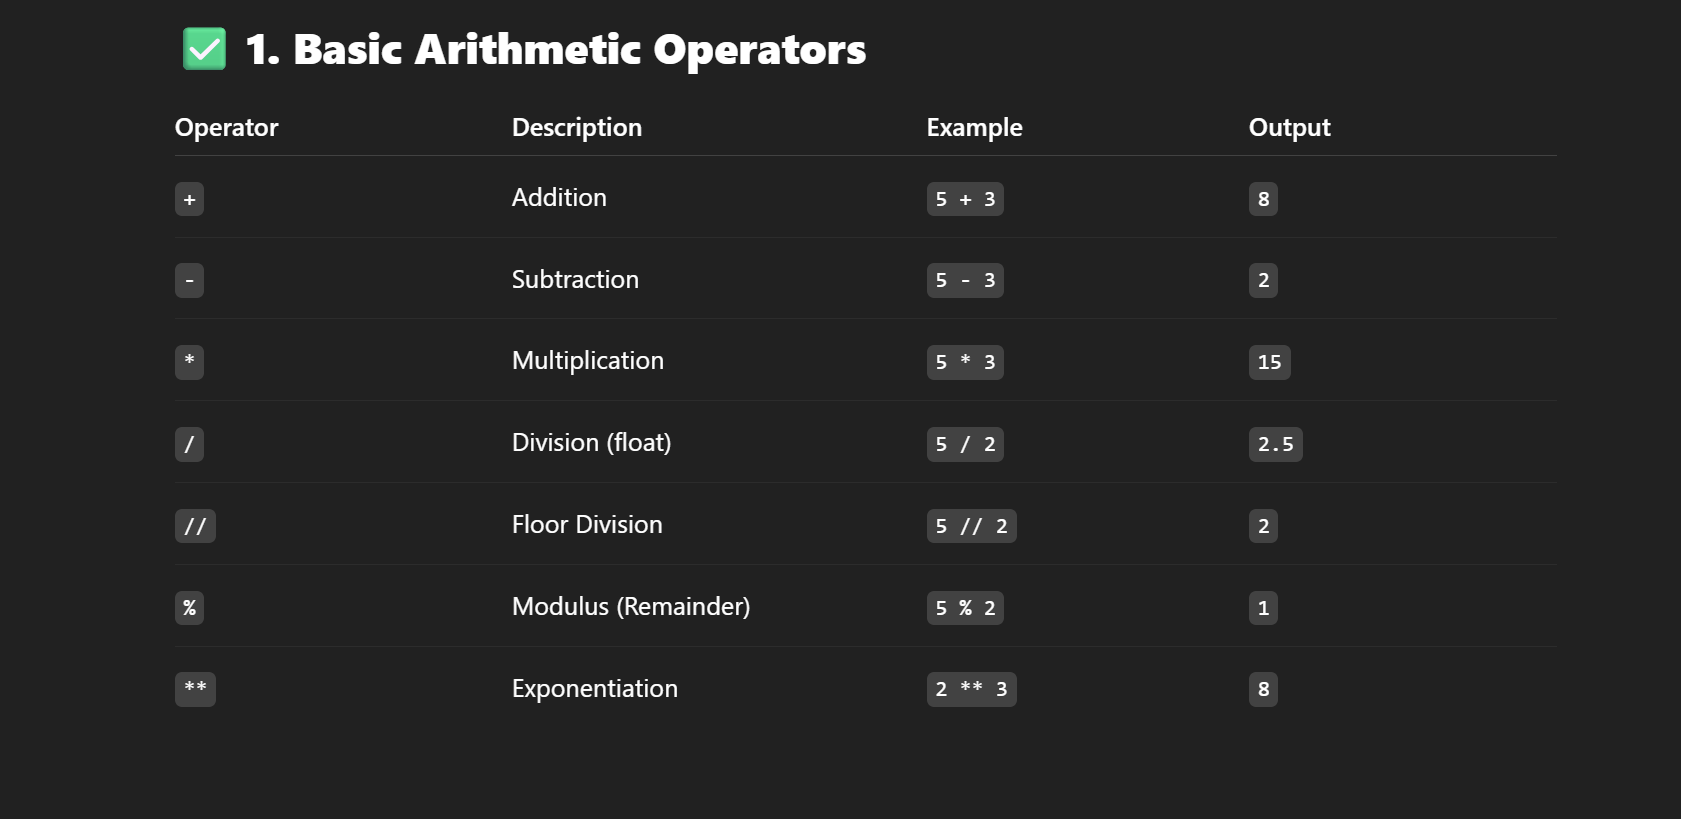 ✅ 1. Basic Arithmetic Operators
Operator Description Example Output
+ Addition 5 + 3 8
- Subtraction 5 - 3 2
* Multiplication 5 * 3 15
/ Division (float) 5 / 2 2.5
// Floor Division 5 // 2 2
% Modulus (Remainder) 5 % 2 1
** Exponentiation 2 ** 3 8